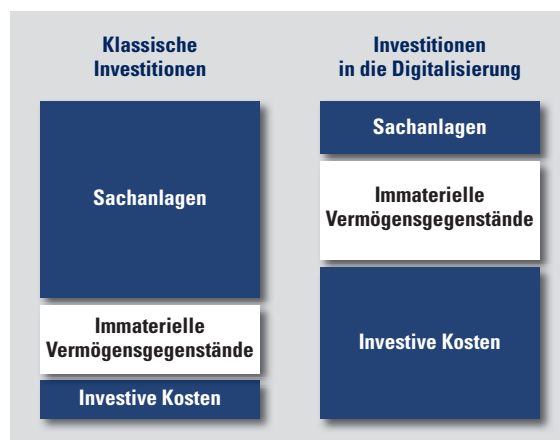 Klassische
Investitionen
Sachanlagen
Immaterielle
Vermögensgegenstände
Investive Kosten
Investitionen
in die Digitalisierung
Sachanlagen
Immaterielle
Vermögensgegenstände
Investive Kosten